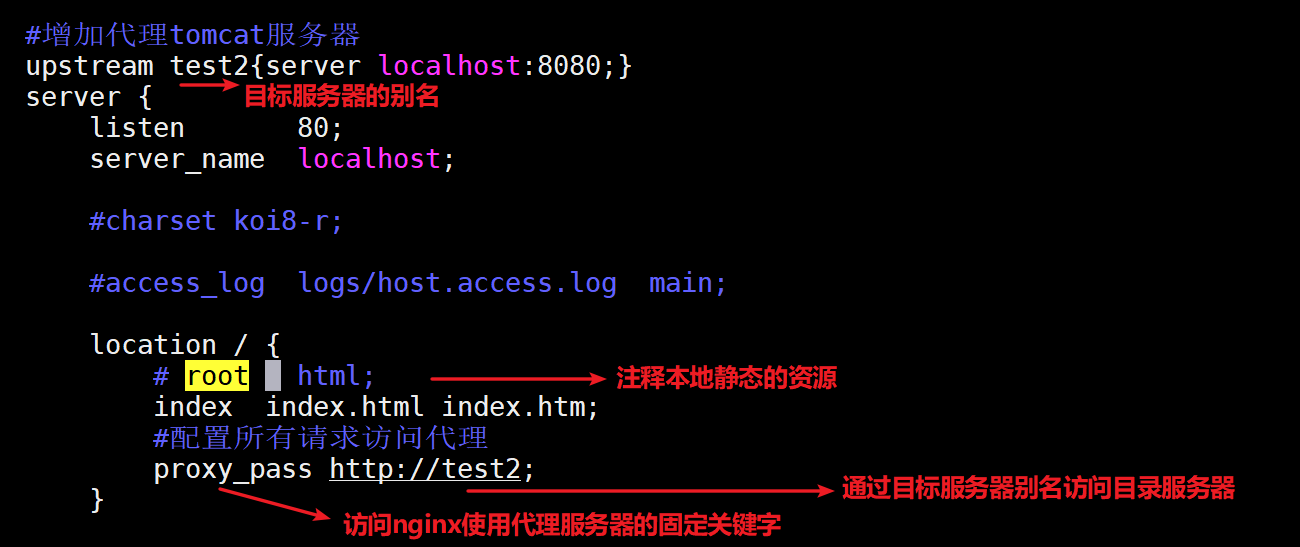 #增加代理tomcat服务器
upstream test2{server localhost:8080;}
server {
目标服务器的别名
listen 80;
server_name localhost;
#charset koi8-r;
#access_log logs/host.access.log main;
location / {
# root html;
注释本地静态的资源
index index.html index.htm;
#配置所有请求访问代理
proxy_pass http://test2;
通过目标服务器别名访问目录服务器
}
访问nginx使用代理服务器的固定关键字